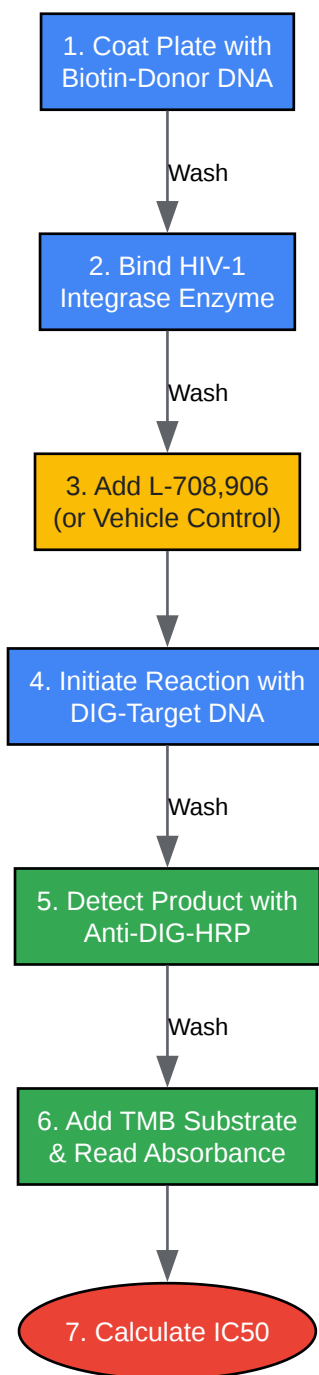 1. Coat Plate with
Biotin-Donor DNA
Wash
2. Bind HIV-1
Integrase Enzyme
Wash
3. Add L-708,906
(or Vehicle Control)
4. Initiate Reaction with
DIG-Target DNA
Wash
5. Detect Product with
Anti-DIG-HRP
Wash
6. Add TMB Substrate
& Read Absorbance
7. Calculate IC50